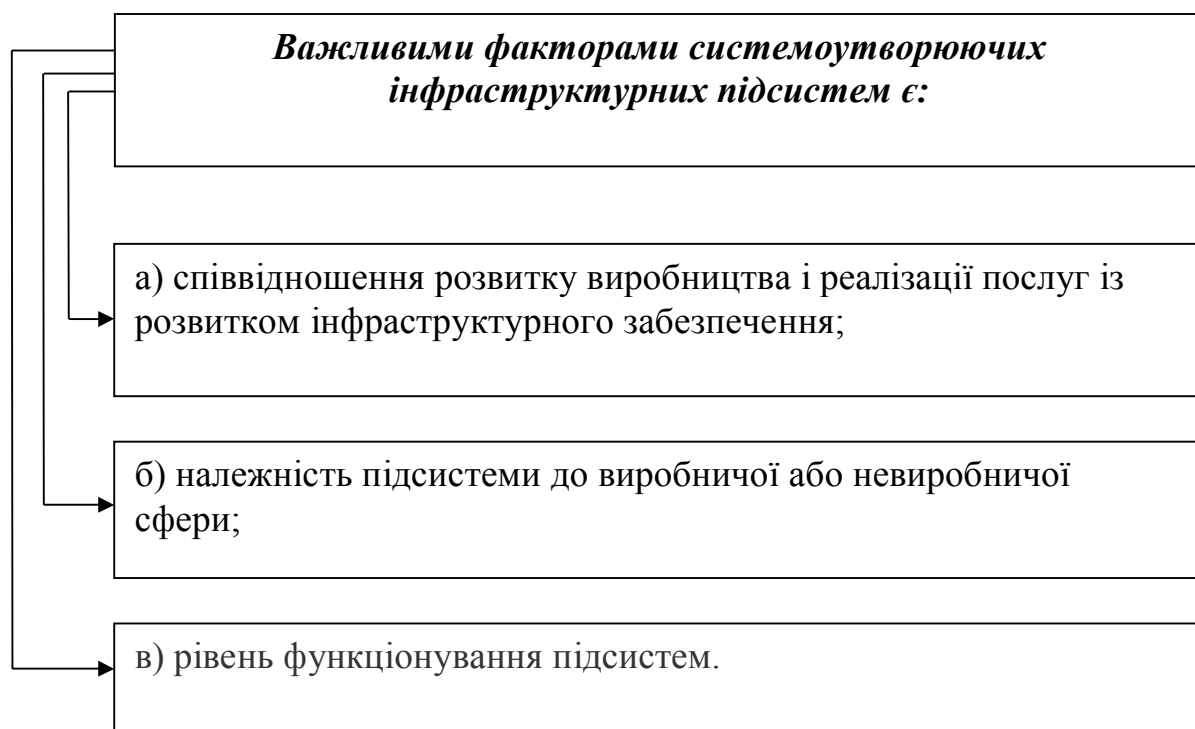 Важливими факторами системоутворюючих
інфраструктурних підсистем є:
а) співвідношення розвитку виробництва і реалізації послуг із
розвитком інфраструктурного забезпечення;
б) належність підсистеми до виробничої або невиробничої
сфери;
в) рівень функціонування підсистем.